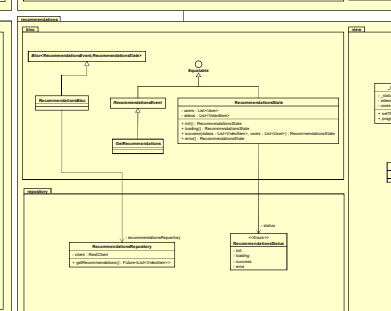 recommendations
bloc
view
Bloc<RecommendationsEvent,RecommendationsState>
Equatable
RecommendationsBloc
RecommendationsEvent
RecommendationsState
- users : List<User>
- videos : List<VideoItem>
+ init() : RecommendationsState
+ loading() : RecommendationsState
+ success(videos : List<VideoItem>, users : List<User>) : RecommendationsState
+ error() : RecommendationsState
GetRecommendations
repository
- recommendationsRepository
- status
RecommendationsRepository
- client : RestClient
+ getRecommendations() : Future<List<VideoItem>>
<<Enum>>
RecommendationsStatus
- init
- loading
- success
- error